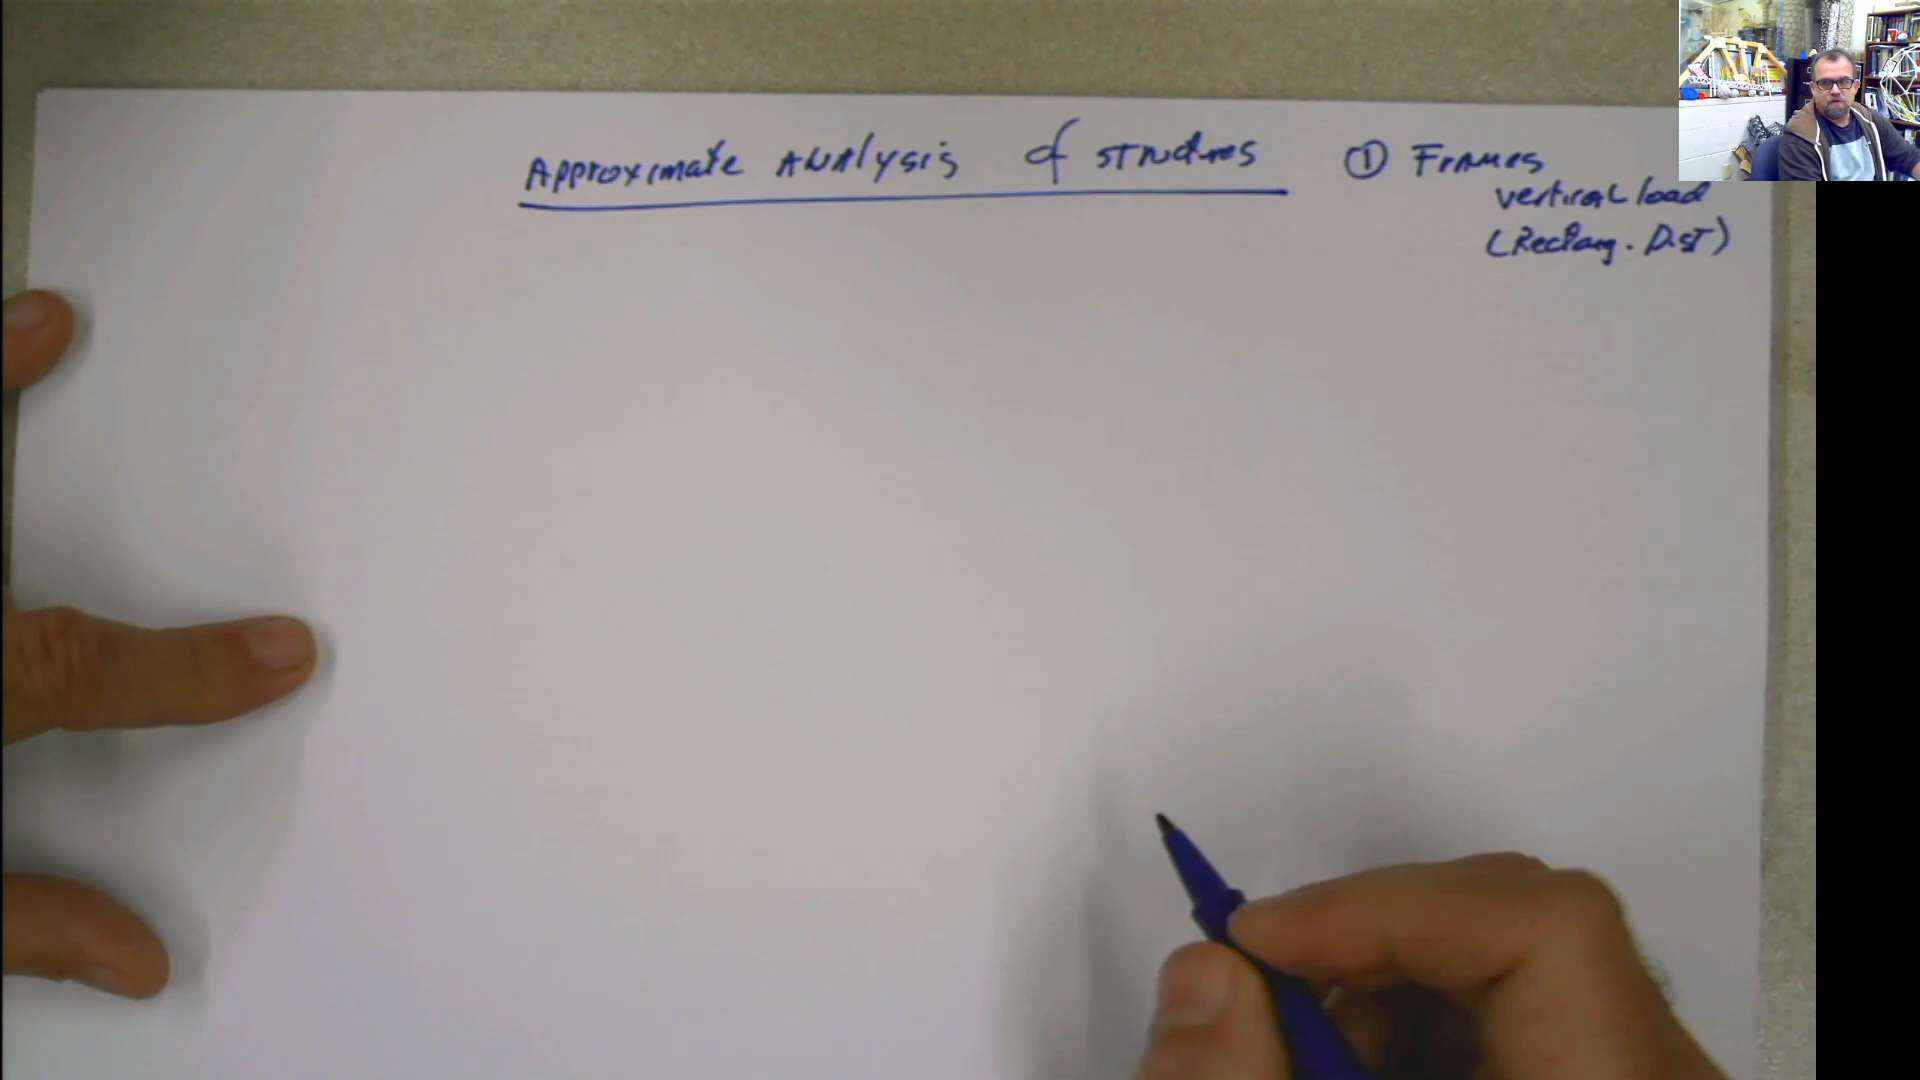 Approximate Analysis of structures ① Frames
vertical load
(Rectang. Dist)